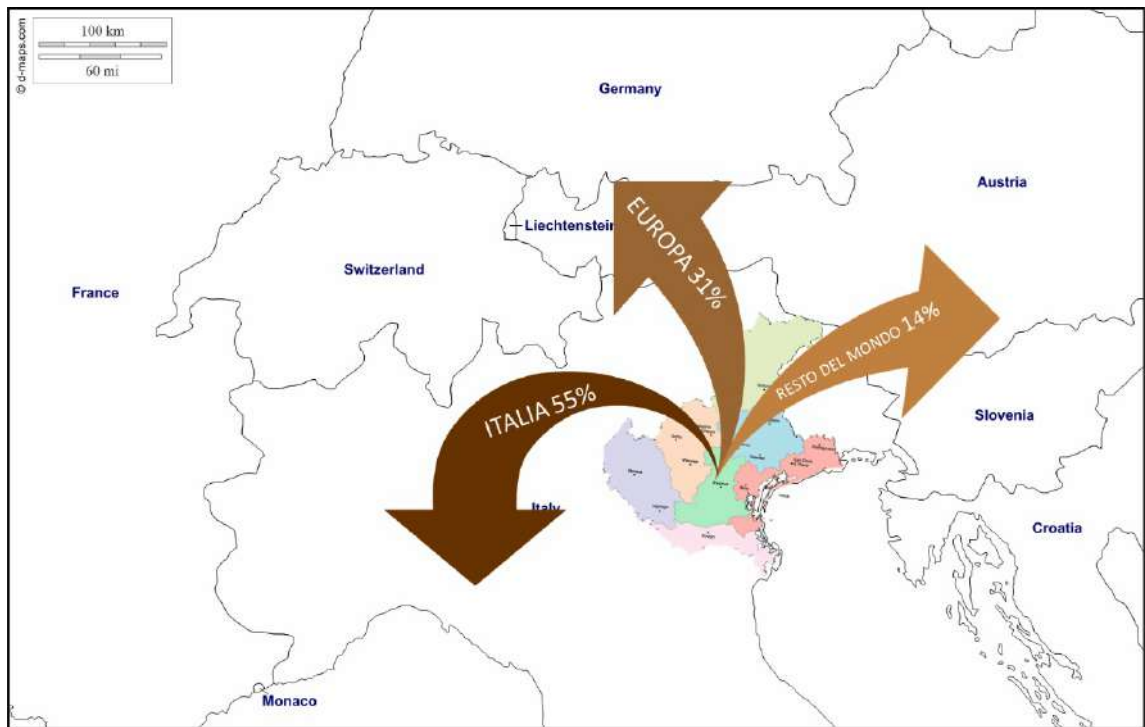 100 km
60 mi
© d-maps.com
Germany
Austria
Liechtenstein
EUROPA 31%
Switzerland
France
RESTO DEL MONDO 14%
ITALIA 55%
Slovenia
Italy
Croatia
Monaco